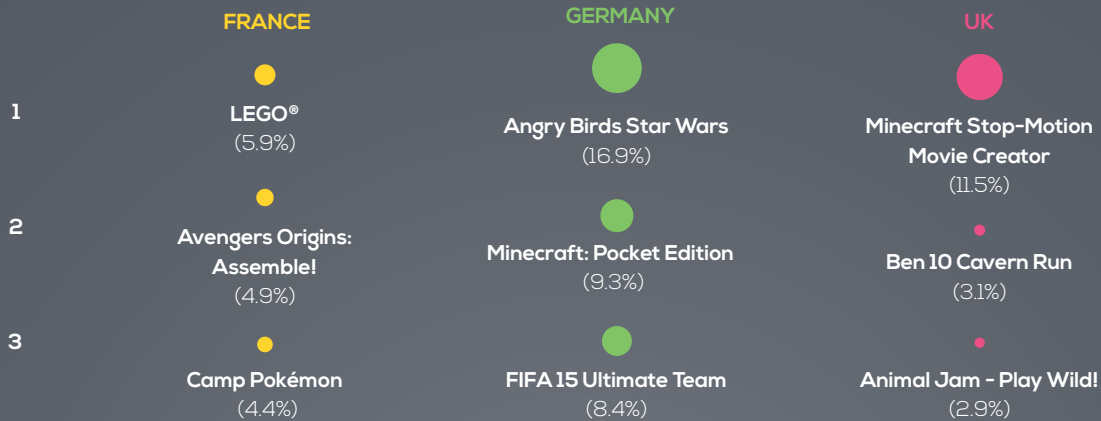 FRANCE
GERMANY
UK
1
LEGO®
(5.9%)
Angry Birds Star Wars
(16.9%)
Minecraft Stop-Motion
Movie Creator
(11.5%)
2
Avengers Origins:
Assemble!
(4.9%)
Minecraft: Pocket Edition
(9.3%)
Ben 10 Cavern Run
(3.1%)
3
Camp Pokémon
(4.4%)
FIFA 15 Ultimate Team
(8.4%)
Animal Jam - Play Wild!
(2.9%)